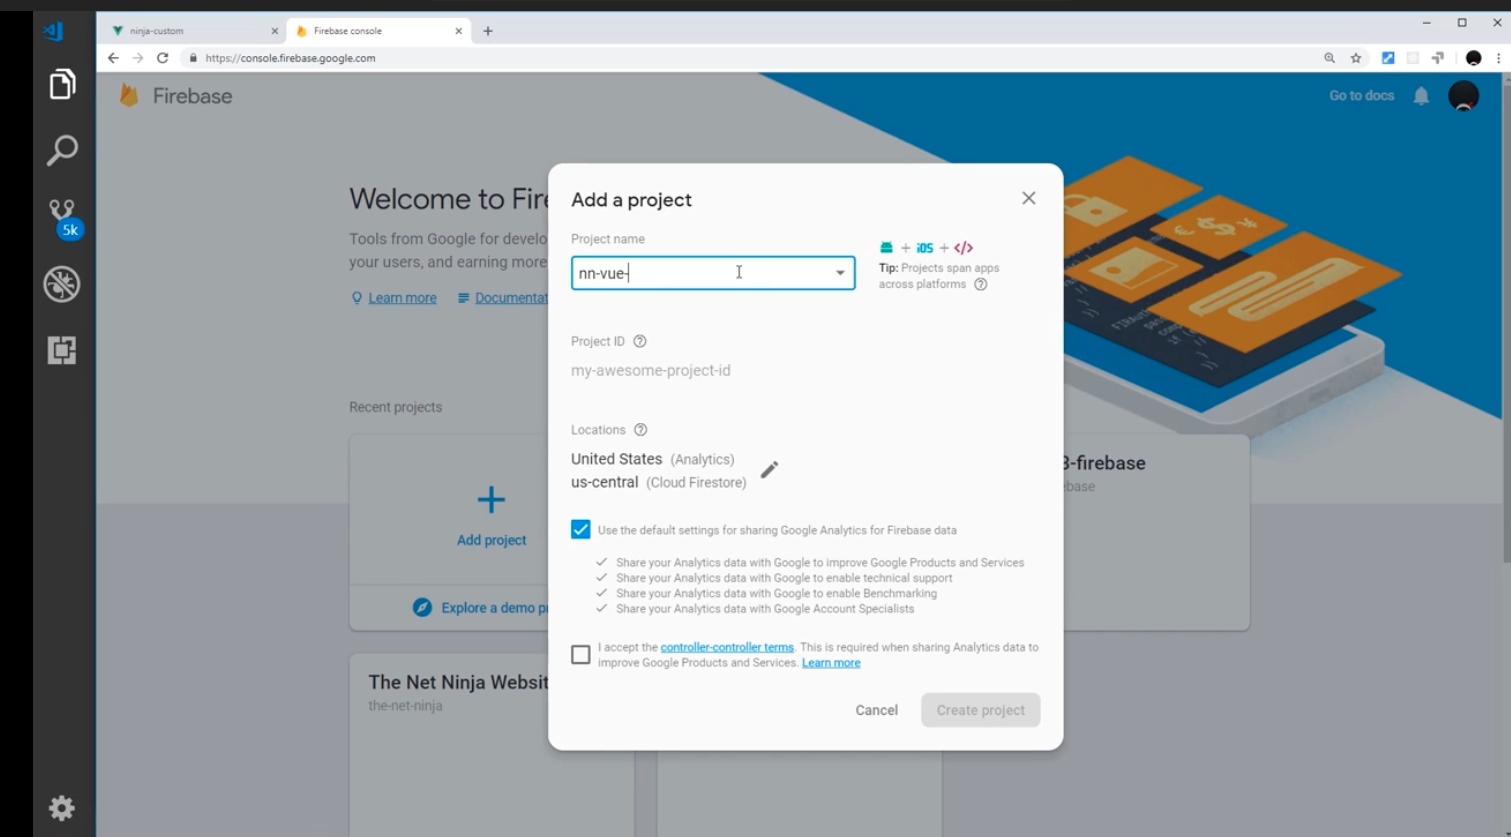 ninja-custom
Firebase console
https://console.firebase.google.com
Firebase
Go to docs
5k
Welcome to Fire
Tools from Google for develo
your users, and earning more
Learn more
Documentat
Recent projects
Add project
Explore a demo pr
The Net Ninja Websit
the-net-ninja
3-firebase
ebase
Add a project
Project name
nn-vue-
+ iOS + </>
Tip: Projects span apps
across platforms
Project ID
my-awesome-project-id
Locations
United States (Analytics)
us-central (Cloud Firestore)
Use the default settings for sharing Google Analytics for Firebase data
Share your Analytics data with Google to improve Google Products and Services
Share your Analytics data with Google to enable technical support
Share your Analytics data with Google to enable Benchmarking
Share your Analytics data with Google Account Specialists
I accept the controller-controller terms. This is required when sharing Analytics data to
improve Google Products and Services. Learn more
Cancel
Create project